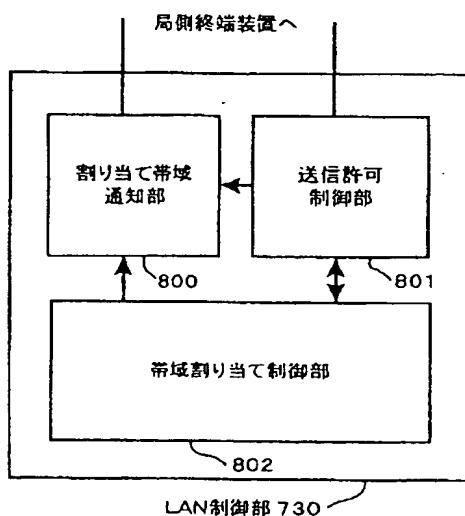 局側終端装置へ
割り当て帯域
通知部
送信許可
制御部
800
801
帯域割り当て制御部
802
LAN制御部 730